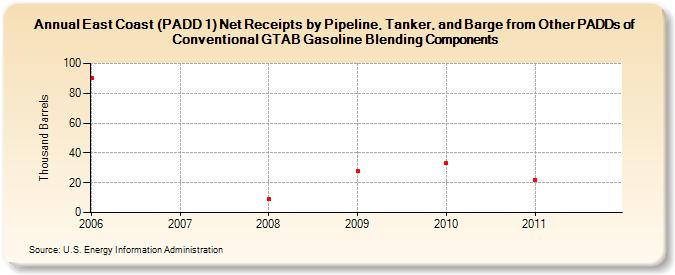 Annual East Coast (PADD 1) Net Receipts by Pipeline, Tanker, and Barge from Other PADDs of
Conventional GTAB Gasoline Blending Components
Thousand Barrels
100
80
60
40
20
0
2006 2007 2008 2009 2010 2011
Source: U.S. Energy Information Administration